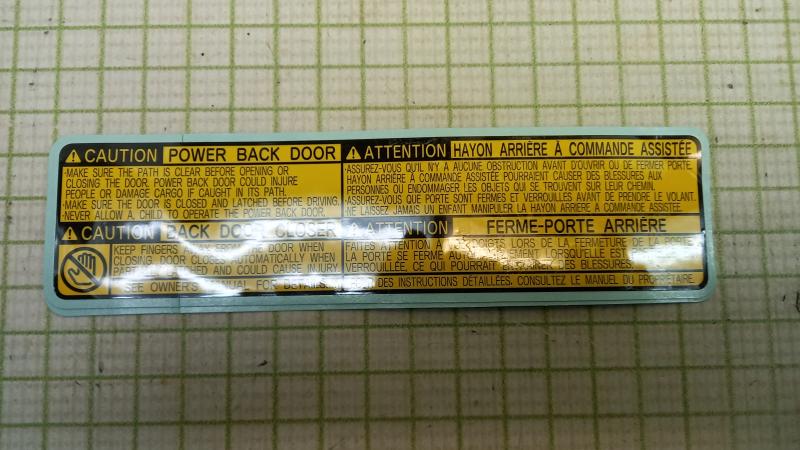 CAUTION POWER BACK DOOR
·MAKE SURE THE PATH IS CLEAR BEFORE OPENING OR
CLOSING THE DOOR. POWER BACK DOOR COULD INJURE
PEOPLE OR DAMAGE CARGO IF CAUGHT IN ITS PATH.
·MAKE SURE THE DOOR IS CLOSED AND LATCHED BEFORE DRIVING.
·NEVER ALLOW A CHILD TO OPERATE THE POWER BACK DOOR.
CAUTION BACK DOOR CLOSER
KEEP FINGERS AWAY FROM DOOR WHEN
CLOSING. DOOR CLOSES AUTOMATICALLY WHEN
AND COULD CAUSE INJURY
SEE OWNER'S MANUAL FOR DETAILS.
ATTENTION HAYON ARRIÈRE À COMMANDE ASSISTÉE
·ASSUREZ-VOUS QU'IL N'Y A AUCUNE OBSTRUCTION AVANT D'OUVRIR OU DE FERMER PORTE.
HAYON ARRIÈRE À COMMANDE ASSISTÉE POURRAIENT CAUSER DES BLESSURES AUX
PERSONNES OU ENDOMMAGER LES OBJETS QUI SE TROUVENT SUR LEUR CHEMIN.
·ASSUREZ-VOUS QUE PORTE SONT FERMÉS ET VERROUILLÉS AVANT DE PRENDRE LE VOLANT.
·NE LAISSEZ JAMAIS UN ENFANT MANIPULER LA HAYON ARRIERE À COMMANDE ASSISTÉE.
ATTENTION FERME-PORTE ARRIÈRE
FAITES ATTENTION LORS DE LA FERMETURE DE LA PORTE
LA PORTE SE FERME LORSQU'ELLE EST
VERROUILLÉE, CE QUI POURRAIT DES BLESSURES.
DES INSTRUCTIONS DÉTAILLÉES, CONSULTEZ LE MANUEL DU PROPRIÉTAIRE.